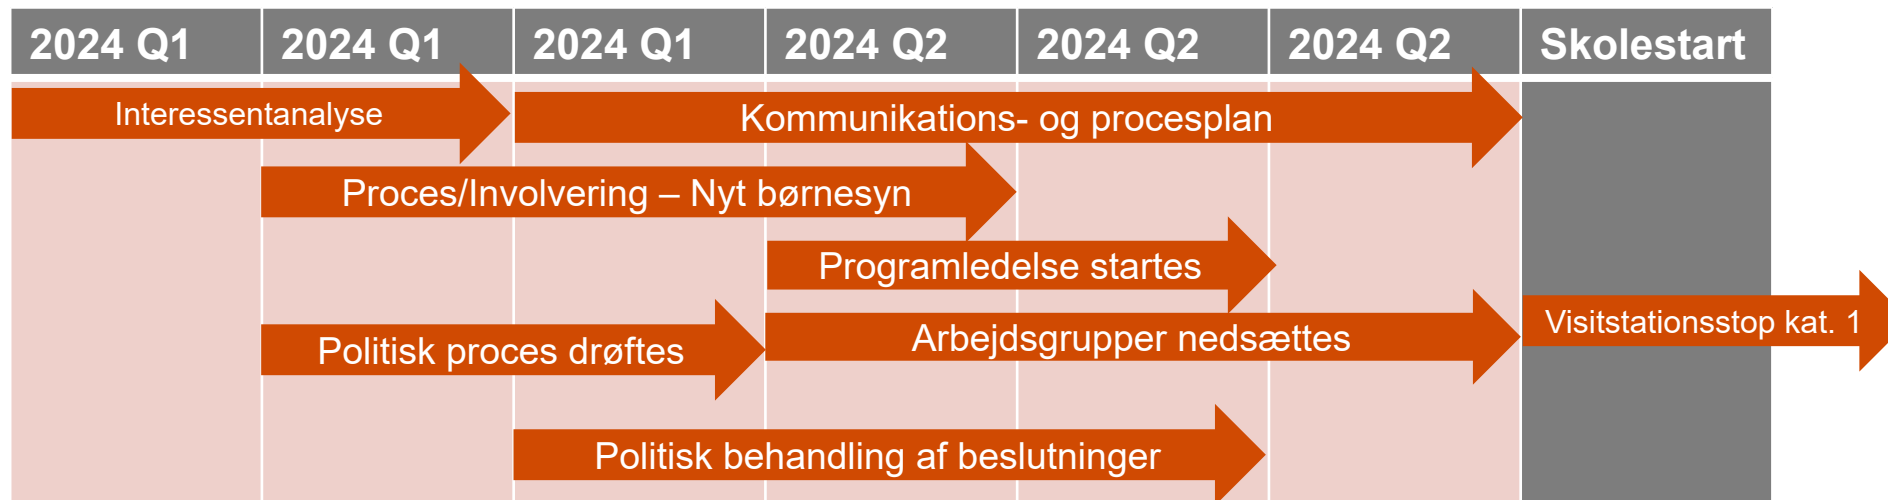 2024 Q1 2024 Q1 2024 Q1 2024 Q2 2024 Q2 2024 Q2 Skolestart
Interessentanalyse
Kommunikations- og procesplan
Proces/Involvering – Nyt børnesyn
Programledelse startes
Politisk proces drøftes
Arbejdsgrupper nedsættes
Visitstationsstop kat. 1
Politisk behandling af beslutninger